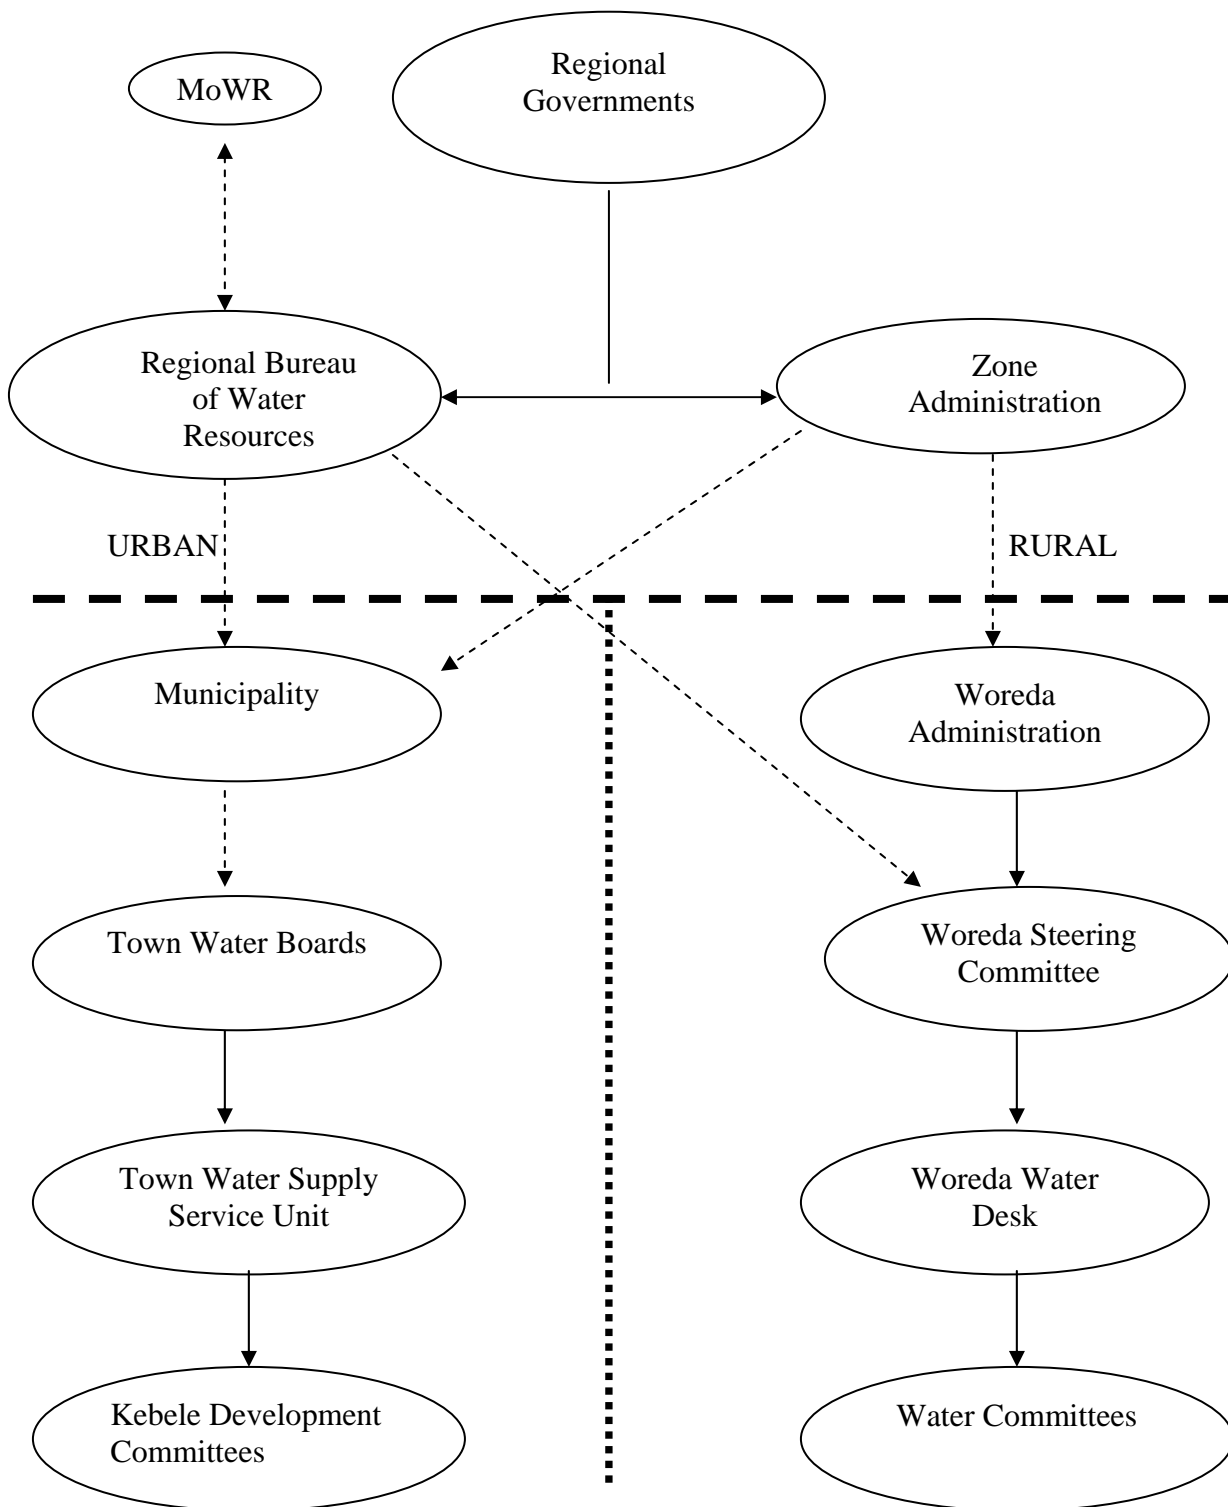 MoWR
Regional
Governments
Regional Bureau
of Water
Resources
Zone
Administration
URBAN
RURAL
Municipality
Woreda
Administration
Town Water Boards
Woreda Steering
Committee
Town Water Supply
Service Unit
Woreda Water
Desk
Kebele Development
Committees
Water Committees